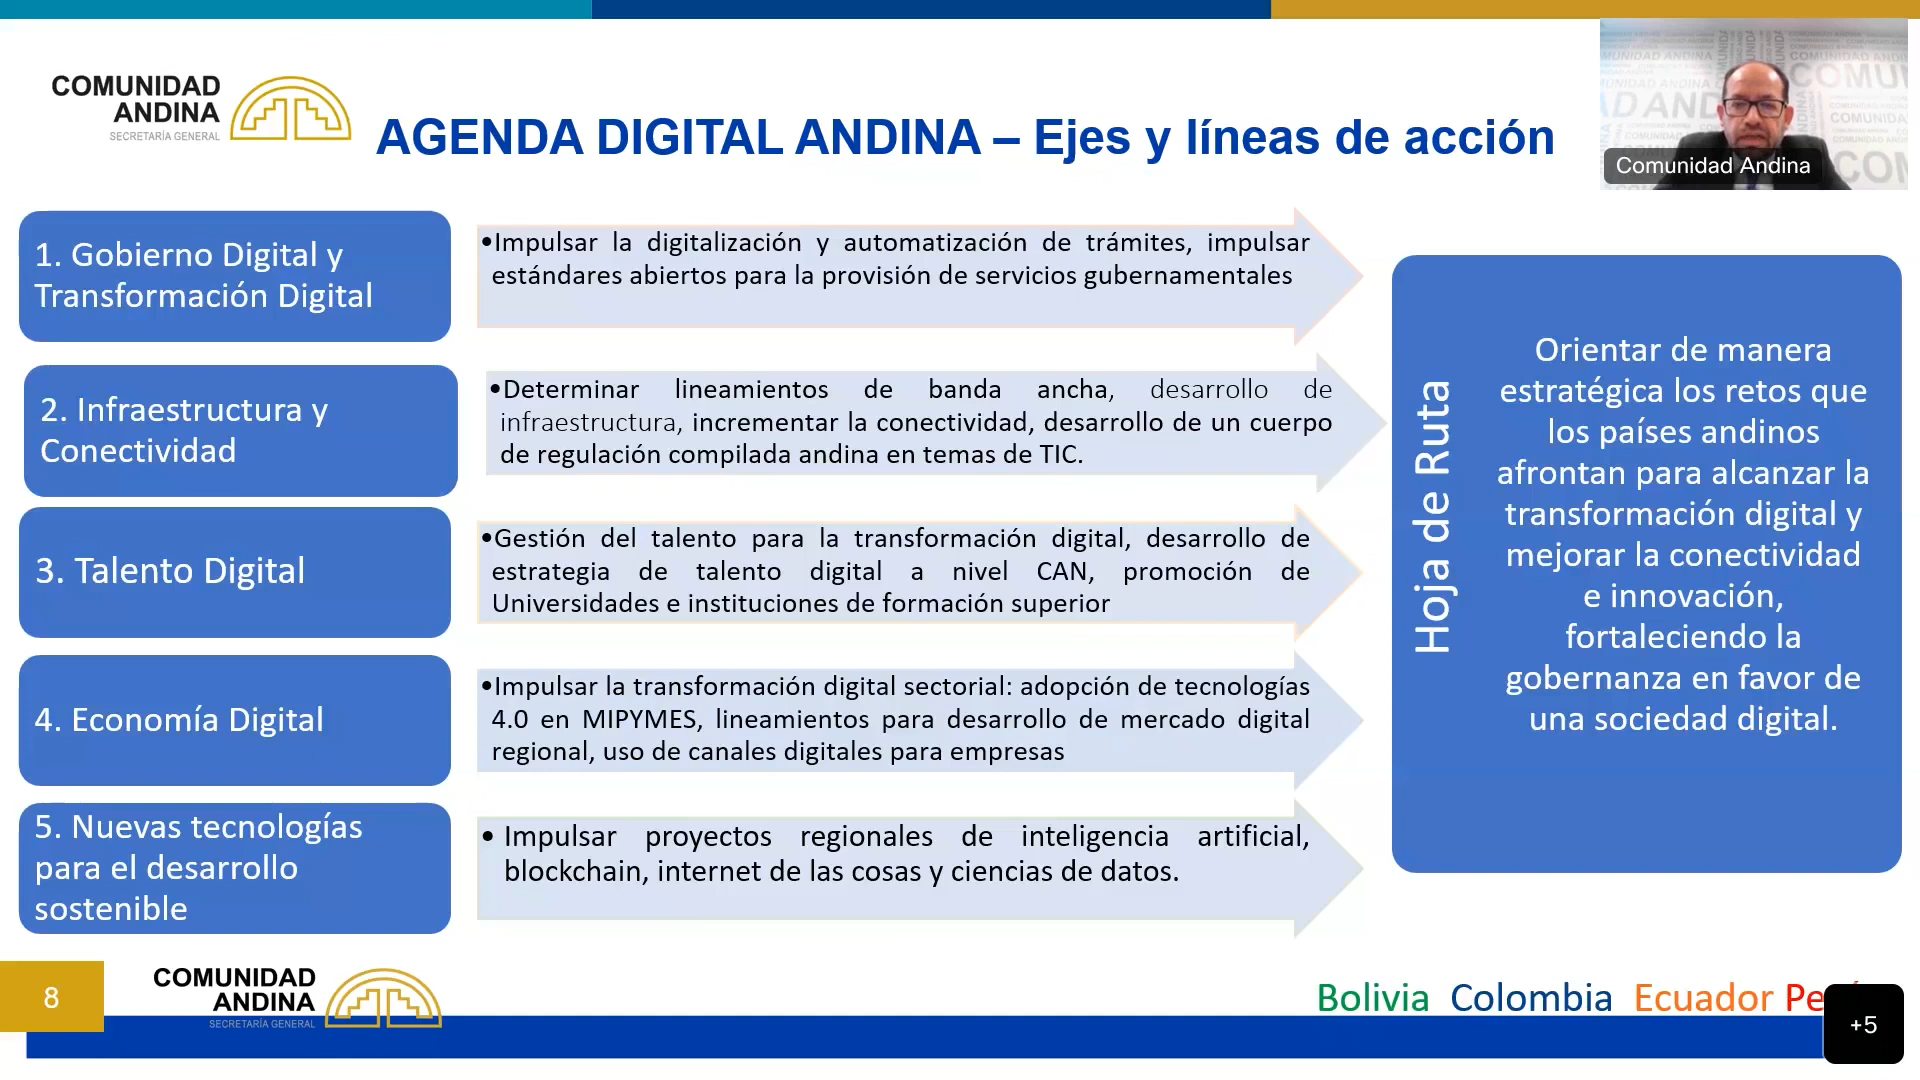 COMUNIDAD
ANDINA
SECRETARÍA GENERAL
AGENDA DIGITAL ANDINA – Ejes y líneas de acción
Comunidad Andina
1. Gobierno Digital y
Transformación Digital
•Impulsar la digitalización y automatización de trámites, impulsar
estándares abiertos para la provisión de servicios gubernamentales
2. Infraestructura y
Conectividad
•Determinar lineamientos de banda ancha, desarrollo de
infraestructura, incrementar la conectividad, desarrollo de un cuerpo
de regulación compilada andina en temas de TIC.
3. Talento Digital
•Gestión del talento para la transformación digital, desarrollo de
estrategia de talento digital a nivel CAN, promoción de
Universidades e instituciones de formación superior
4. Economía Digital
•Impulsar la transformación digital sectorial: adopción de tecnologías
4.0 en MIPYMES, lineamientos para desarrollo de mercado digital
regional, uso de canales digitales para empresas
5. Nuevas tecnologías
para el desarrollo
sostenible
• Impulsar proyectos regionales de inteligencia artificial,
blockchain, internet de las cosas y ciencias de datos.
Hoja de Ruta
Orientar de manera
estratégica los retos que
los países andinos
afrontan para alcanzar la
transformación digital y
mejorar la conectividad
e innovación,
fortaleciendo la
gobernanza en favor de
una sociedad digital.
8
COMUNIDAD
ANDINA
SECRETARÍA GENERAL
Bolivia Colombia Ecuador
+5